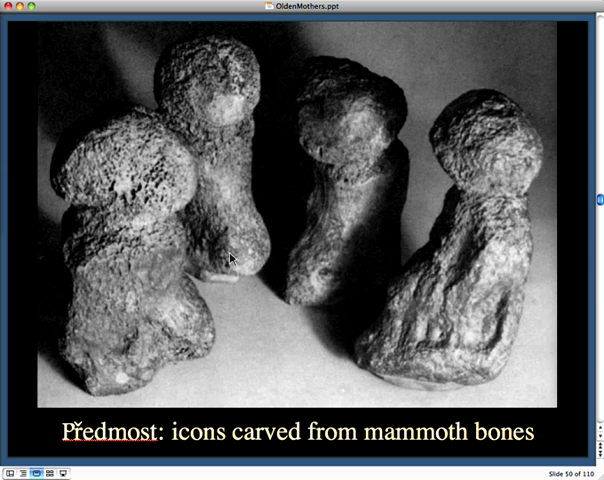 OldenMothers.ppt
Předmost: icons carved from mammoth bones
Slide 50 of 110